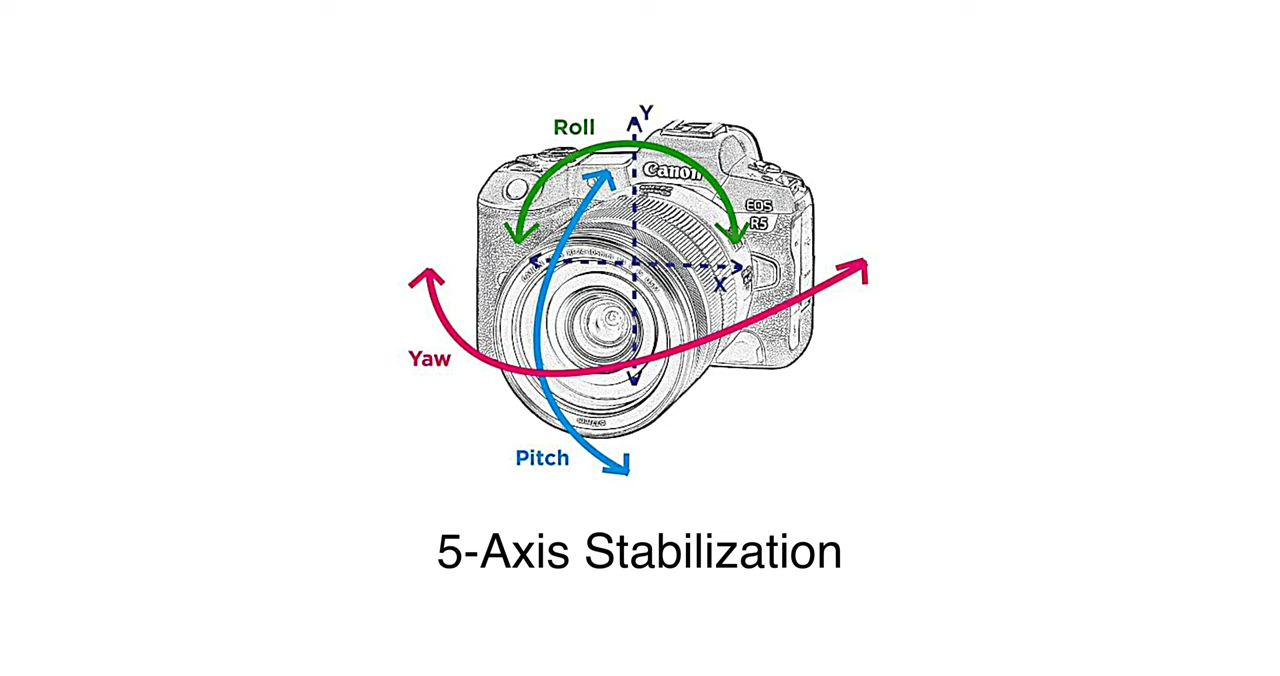 Y
Roll
Canon
EOS
R5
X
Yaw
Pitch
5-Axis Stabilization